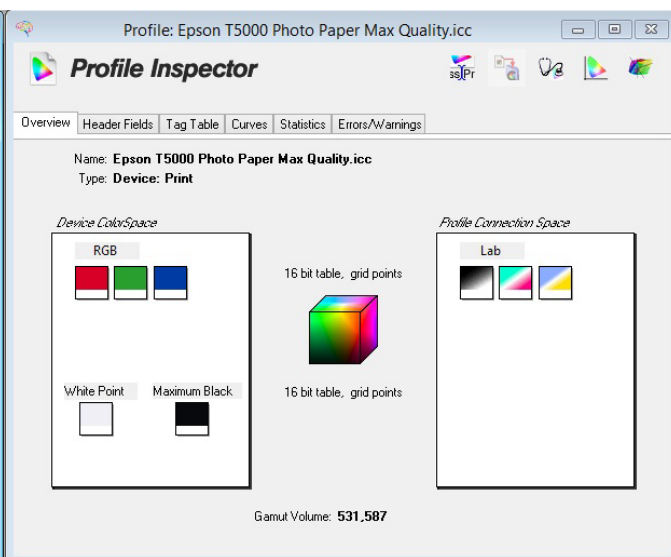 Profile: Epson T5000 Photo Paper Max Quality.icc
Profile Inspector
ss)Pr
Overview Header Fields Tag Table Curves Statistics Errors/Warnings
Name: Epson T5000 Photo Paper Max Quality.icc
Type: Device: Print
Device ColorSpace
Profile Connection Space
RGB
Lab
16 bit table, grid points
White Point Maximum Black
16 bit table, grid points
Gamut Volume: 531,587